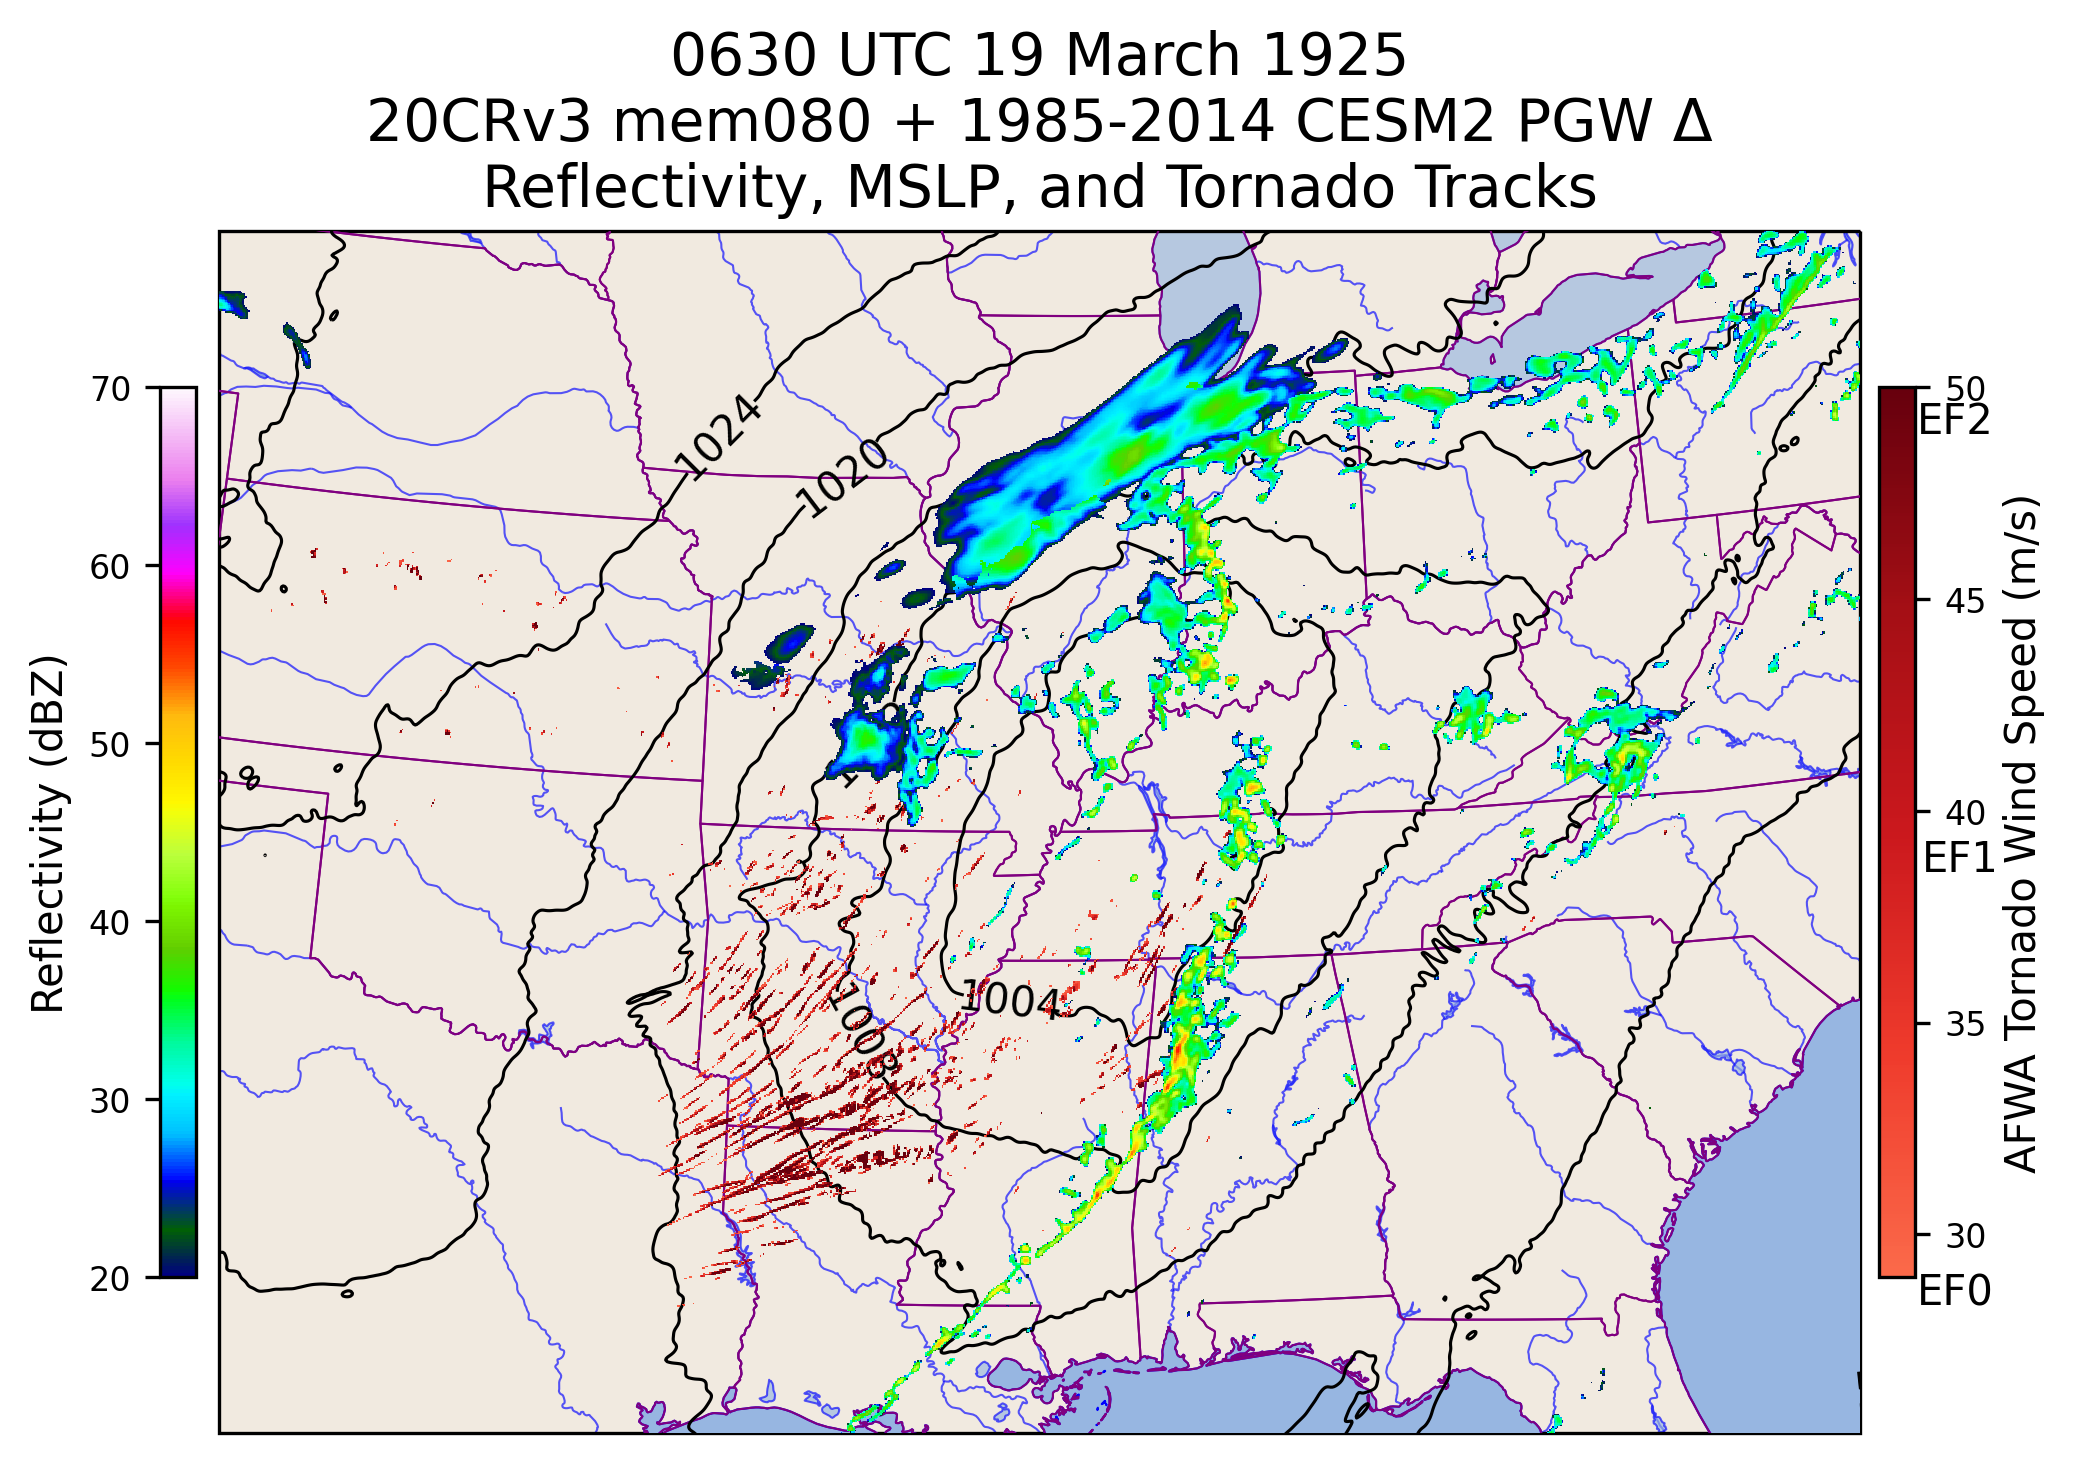 0630 UTC 19 March 1925
20CRv3 mem080 + 1985-2014 CESM2 PGW Δ
Reflectivity, MSLP, and Tornado Tracks
70
60
50
40
30
20
Reflectivity (dBZ)
1024
1020
1008
1004
50
EF2
45
40
EF1
35
30
EF0
AFWA Tornado Wind Speed (m/s)